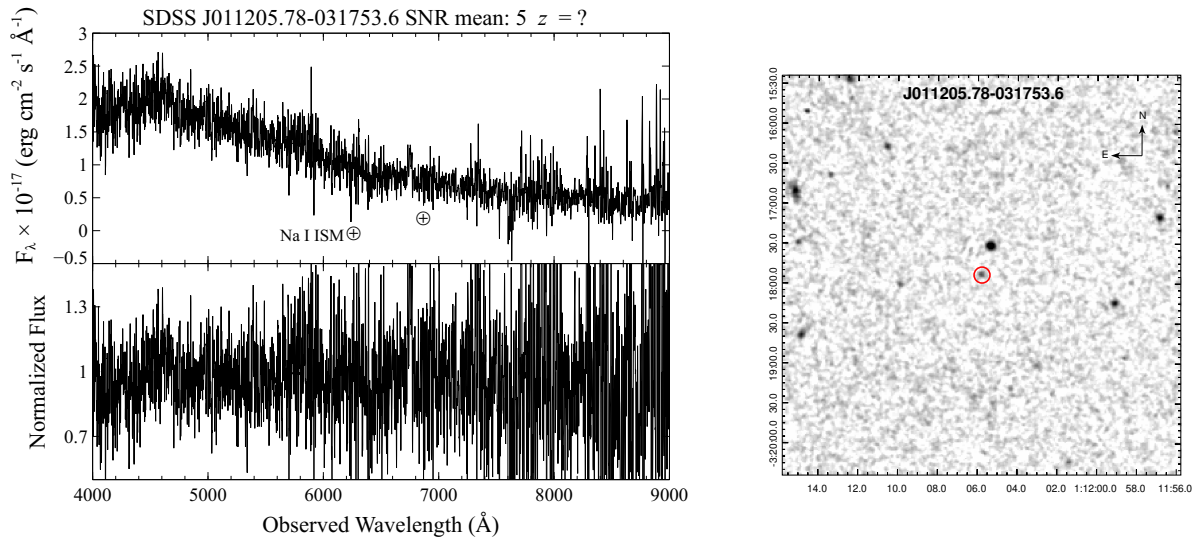 SDSS J011205.78-031753.6 SNR mean: 5 z = ?
F_λ × 10⁻¹⁷ (erg cm⁻² s⁻¹ Å⁻¹)
3
2.5
2
1.5
1
0.5
0
−0.5
Na I ISM ⊕
⊕
Normalized Flux
1.3
1
0.7
4000 5000 6000 7000 8000 9000
Observed Wavelength (Å)
J011205.78-031753.6
N
E
15:30.0
16:00.0
30.0
17:00.0
30.0
18:00.0
30.0
19:00.0
30.0
-3:20:00.0
14.0 12.0 10.0 08.0 06.0 04.0 02.0 1:12:00.0 58.0 11:56.0